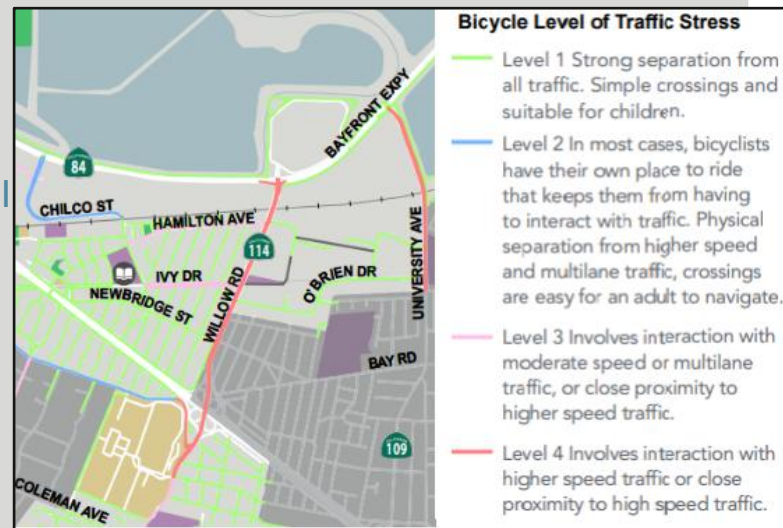 BAYFRONT EXPY
84
CHILCO ST
HAMILTON AVE
114
IVY DR
NEWBRIDGE ST
WILLOW RD
O'BRIEN DR
UNIVERSITY AVE
BAY RD
109
COLEMAN AVE
Bicycle Level of Traffic Stress
Level 1 Strong separation from
all traffic. Simple crossings and
suitable for children.
Level 2 In most cases, bicyclists
have their own place to ride
that keeps them from having
to interact with traffic. Physical
separation from higher speed
and multilane traffic, crossings
are easy for an adult to navigate.
Level 3 Involves interaction with
moderate speed or multilane
traffic, or close proximity to
higher speed traffic.
Level 4 Involves interaction with
higher speed traffic or close
proximity to high speed traffic.